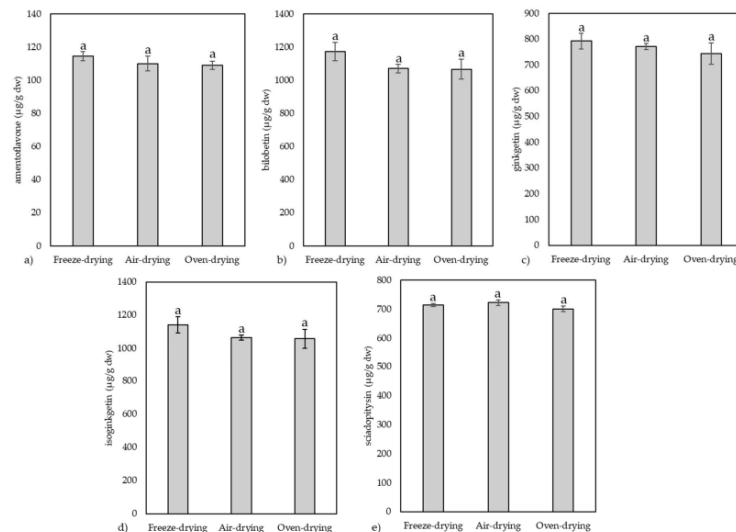 140
120
100
80
60
40
20
0
amentoflavone (µg/g dw)
a a a
Freeze-drying Air-drying Oven-drying
a)
1400
1200
1000
800
600
400
200
0
bilobetin (µg/g dw)
a a a
Freeze-drying Air-drying Oven-drying
b)
900
800
700
600
500
400
300
200
100
0
ginkgetin (µg/g dw)
a a a
Freeze-drying Air-drying Oven-drying
c)
1400
1200
1000
800
600
400
200
0
isoginkgetin (µg/g dw)
a a a
Freeze-drying Air-drying Oven-drying
d)
800
700
600
500
400
300
200
100
0
sciadopitysin (µg/g dw)
a a a
Freeze-drying Air-drying Oven-drying
e)